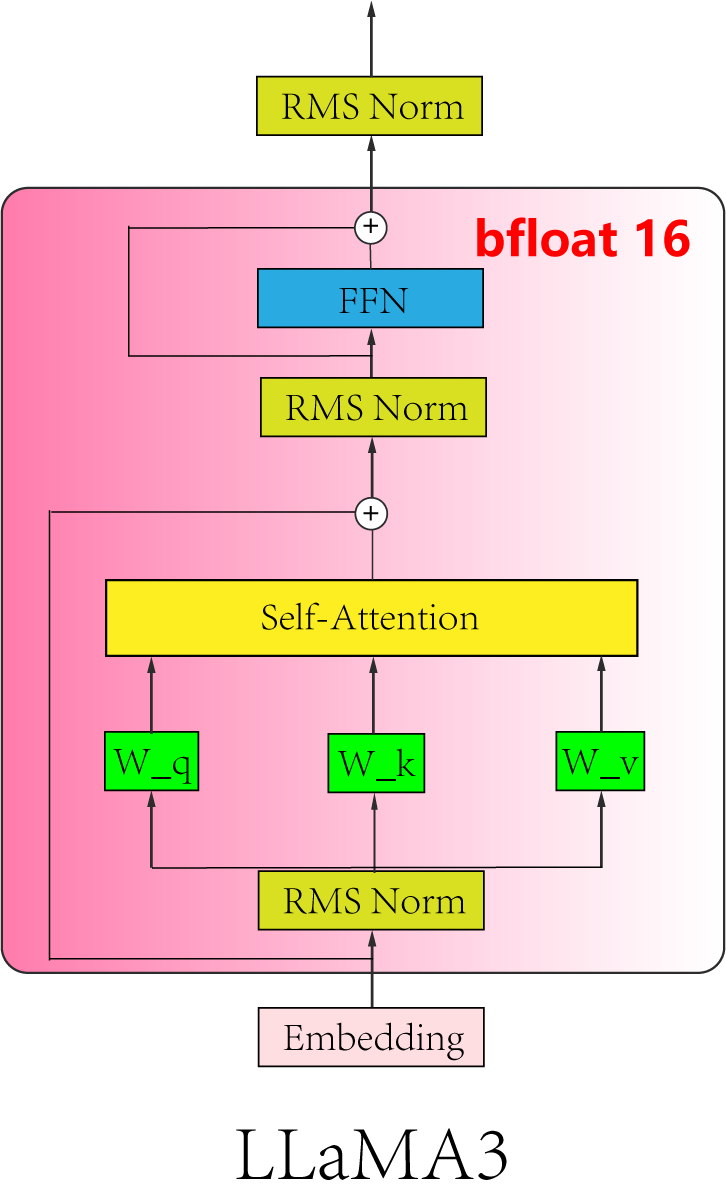 RMS Norm
+
bfloat 16
FFN
RMS Norm
+
Self-Attention
W_q
W_k
W_v
RMS Norm
Embedding
LLaMA3